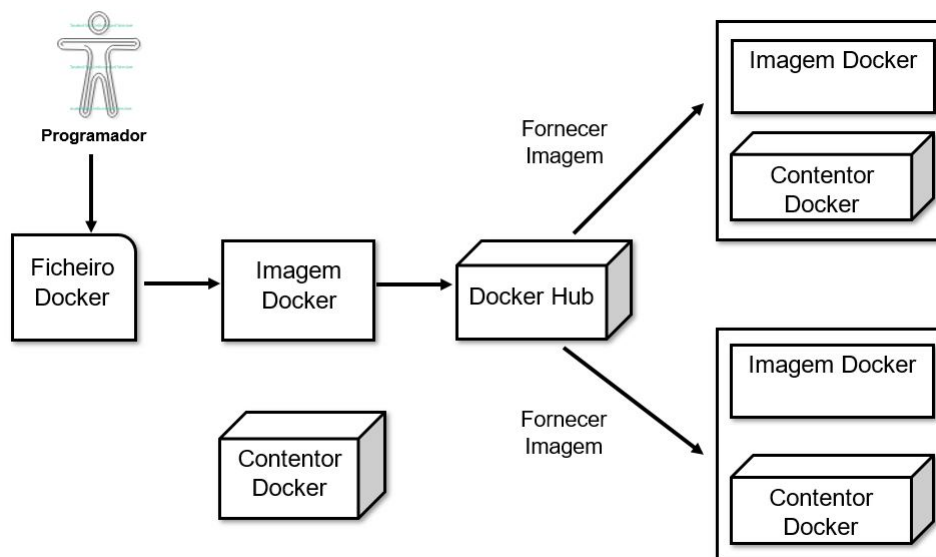 Programador
Ficheiro
Docker
Imagem
Docker
Docker Hub
Contentor
Docker
Fornecer
Imagem
Imagem Docker
Contentor
Docker
Fornecer
Imagem
Imagem Docker
Contentor
Docker